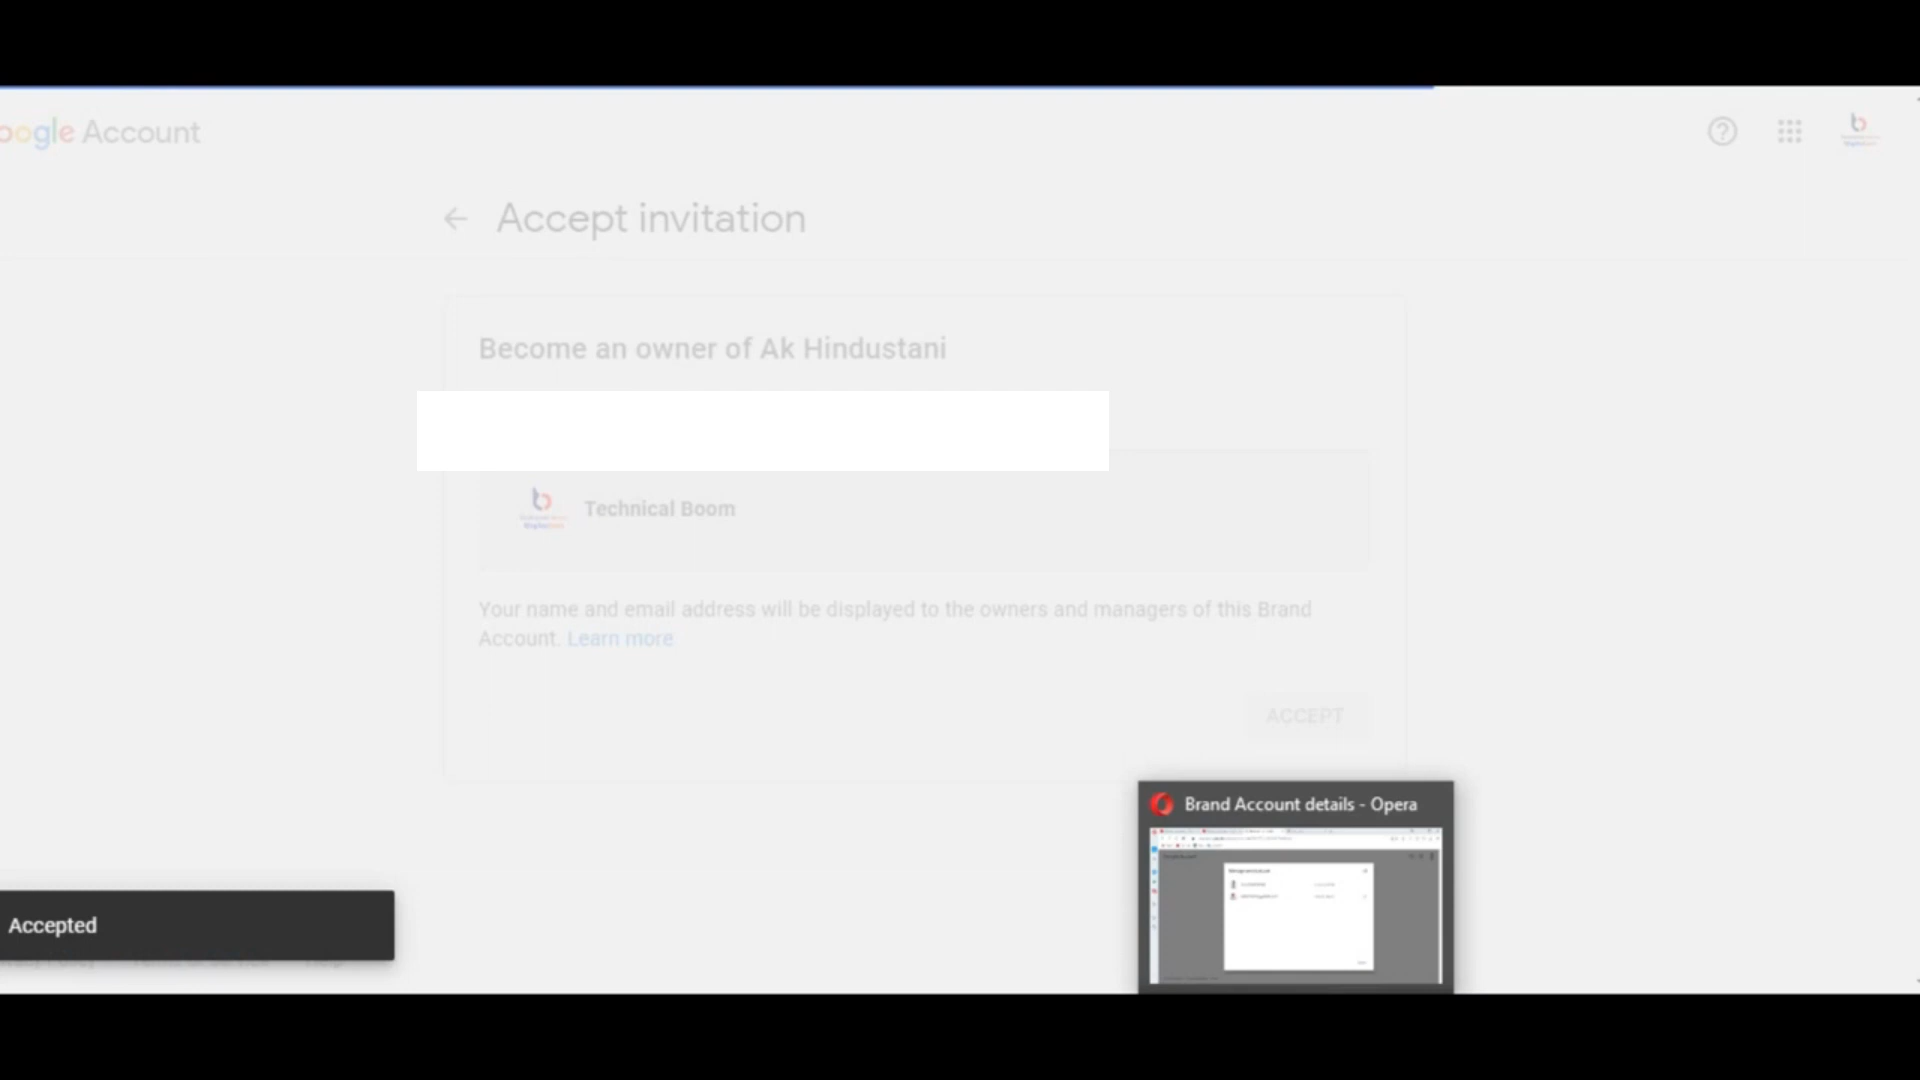 oogle Account
Accept invitation
Become an owner of Ak Hindustani
Technical Boom
Your name and email address will be displayed to the owners and managers of this Brand
Account. Learn more
ACCEPT
Brand Account details - Opera
Accepted